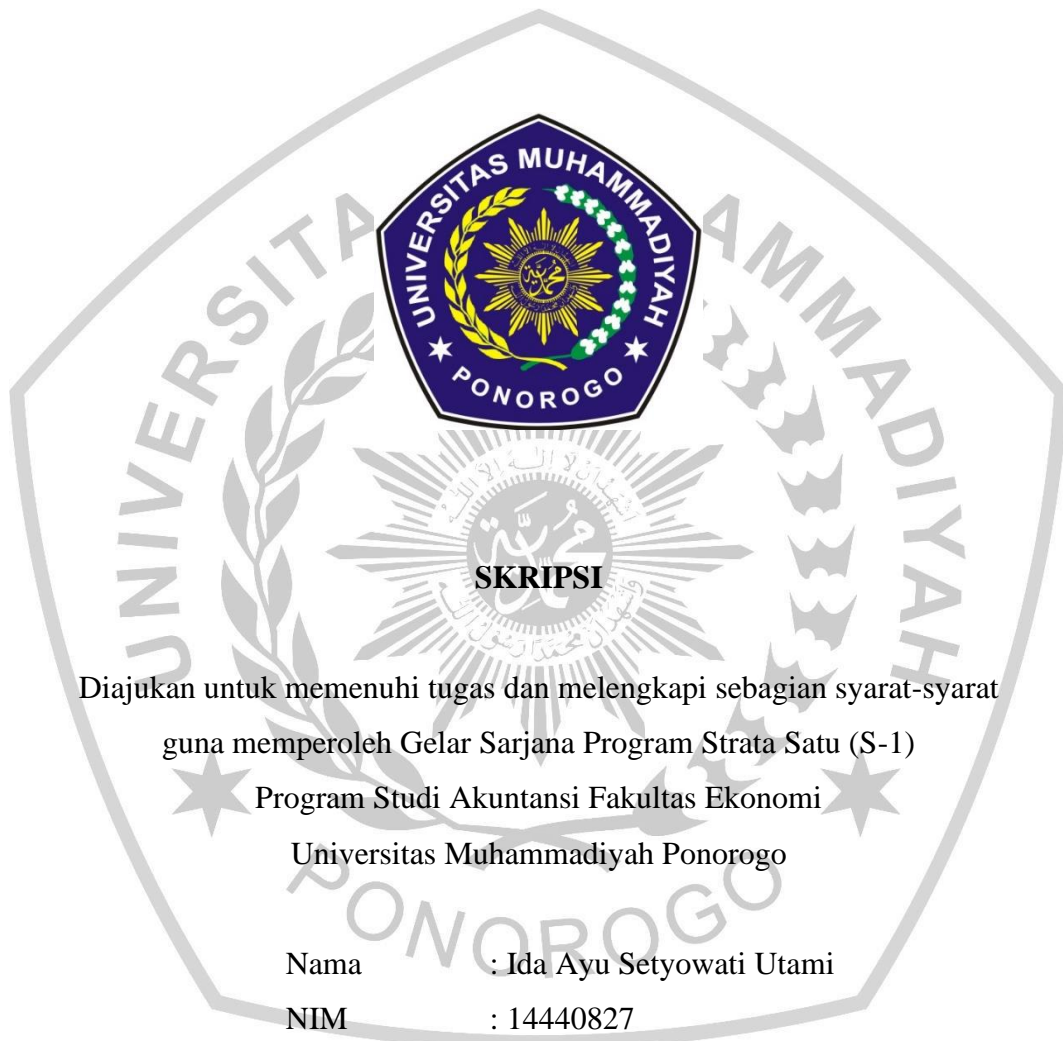 UNIVERSITAS MUHAMMADIYAH
PONOROGO
SKRIPSI
Diajukan untuk memenuhi tugas dan melengkapi sebagian syarat-syarat
guna memperoleh Gelar Sarjana Program Strata Satu (S-1)
Program Studi Akuntansi Fakultas Ekonomi
Universitas Muhammadiyah Ponorogo
Nama : Ida Ayu Setyowati Utami
NIM : 14440827